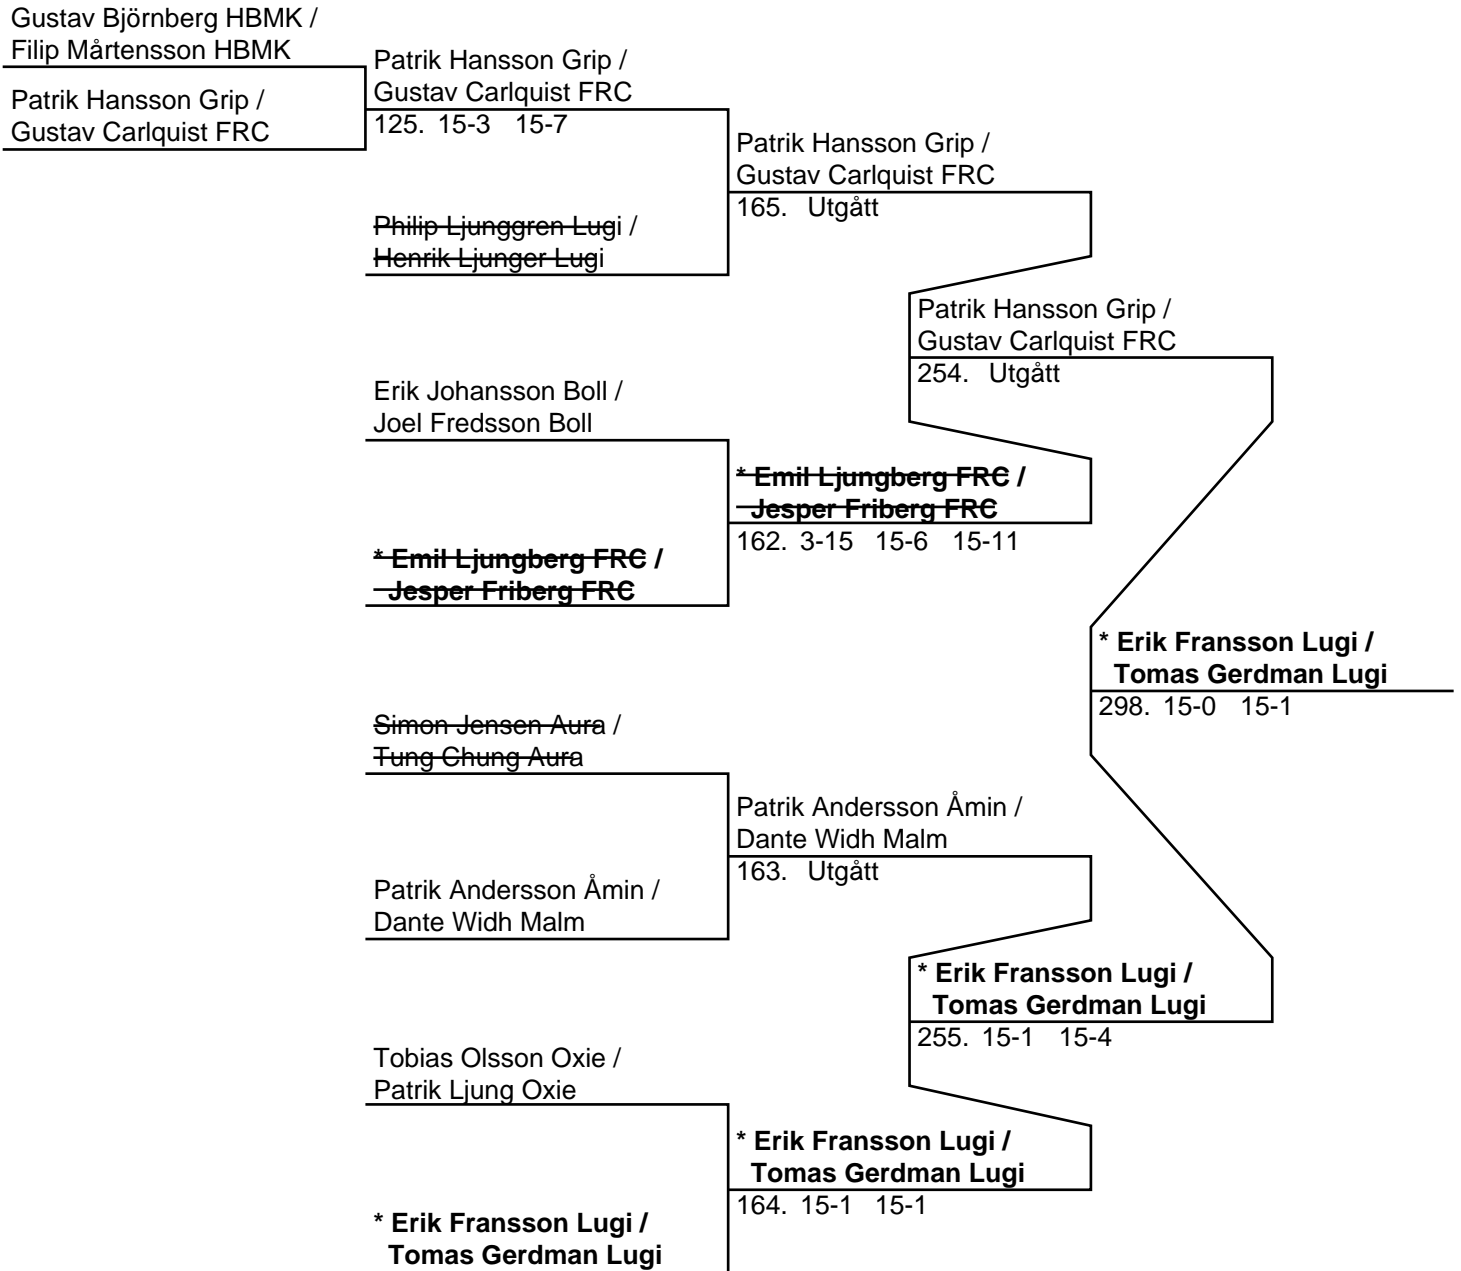 Gustav Björnberg HBMK /
Filip Mårtensson HBMK
Patrik Hansson Grip /
Gustav Carlquist FRC
Patrik Hansson Grip /
Gustav Carlquist FRC
125. 15-3 15-7
Philip Ljunggren Lugi /
Henrik Ljunger Lugi
Patrik Hansson Grip /
Gustav Carlquist FRC
165. Utgått
Erik Johansson Boll /
Joel Fredsson Boll
* Emil Ljungberg FRC /
Jesper Friberg FRC
* Emil Ljungberg FRC /
Jesper Friberg FRC
162. 3-15 15-6 15-11
Patrik Hansson Grip /
Gustav Carlquist FRC
254. Utgått
Simon Jensen Aura /
Tung Chung Aura
Patrik Andersson Åmin /
Dante Widh Malm
Patrik Andersson Åmin /
Dante Widh Malm
163. Utgått
Tobias Olsson Oxie /
Patrik Ljung Oxie
* Erik Fransson Lugi /
Tomas Gerdman Lugi
* Erik Fransson Lugi /
Tomas Gerdman Lugi
164. 15-1 15-1
* Erik Fransson Lugi /
Tomas Gerdman Lugi
255. 15-1 15-4
* Erik Fransson Lugi /
Tomas Gerdman Lugi
298. 15-0 15-1